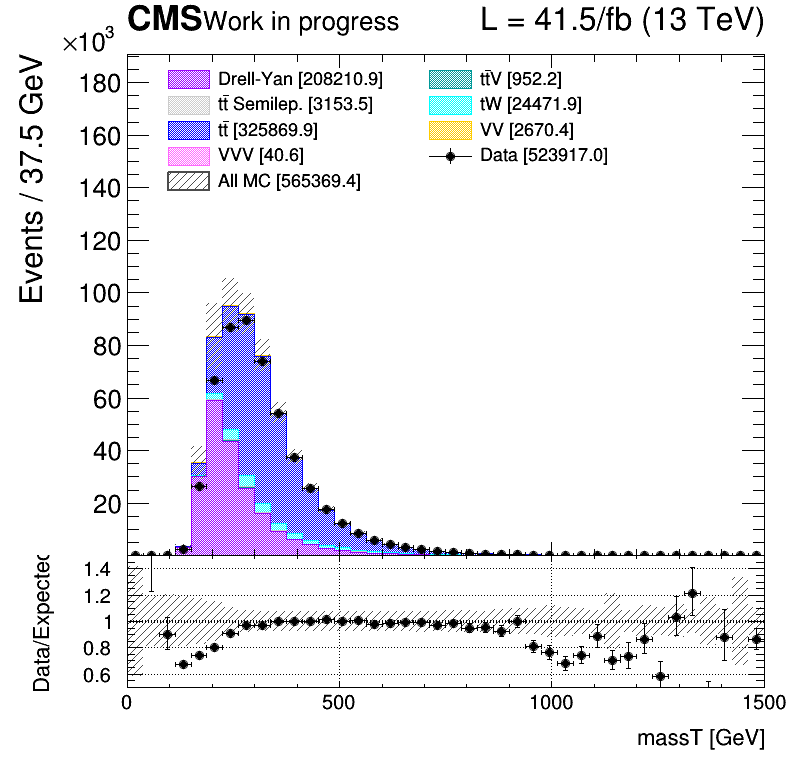 CMS Work in progress L = 41.5/fb (13 TeV)
×10³
Events / 37.5 GeV
180
160
140
120
100
80
60
40
20
Drell-Yan [208210.9]
tt̄ Semilep. [3153.5]
tt̄ [325869.9]
VVV [40.6]
All MC [565369.4]
tt̄V [952.2]
tW [24471.9]
VV [2670.4]
Data [523917.0]
Data/Expected
1.4
1.2
1
0.8
0.6
0 500 1000 1500
massT [GeV]